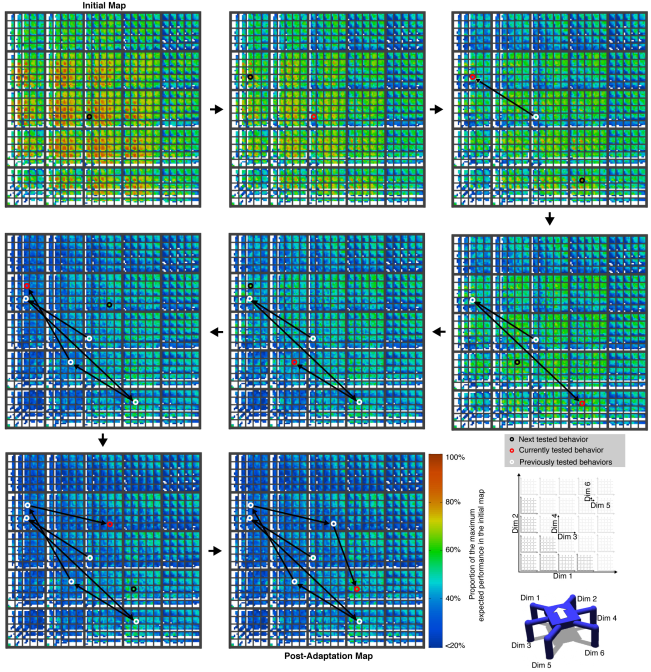 Initial Map
Next tested behavior
Currently tested behavior
Previously tested behaviors
100%
80%
60%
40%
<20%
Proportion of the maximum
expected performance in the initial map
Dim 6
Dim 5
Dim 2
Dim 4
Dim 3
Dim 1
Dim 1
Dim 2
Dim 4
Dim 3
Dim 6
Dim 5
Post-Adaptation Map